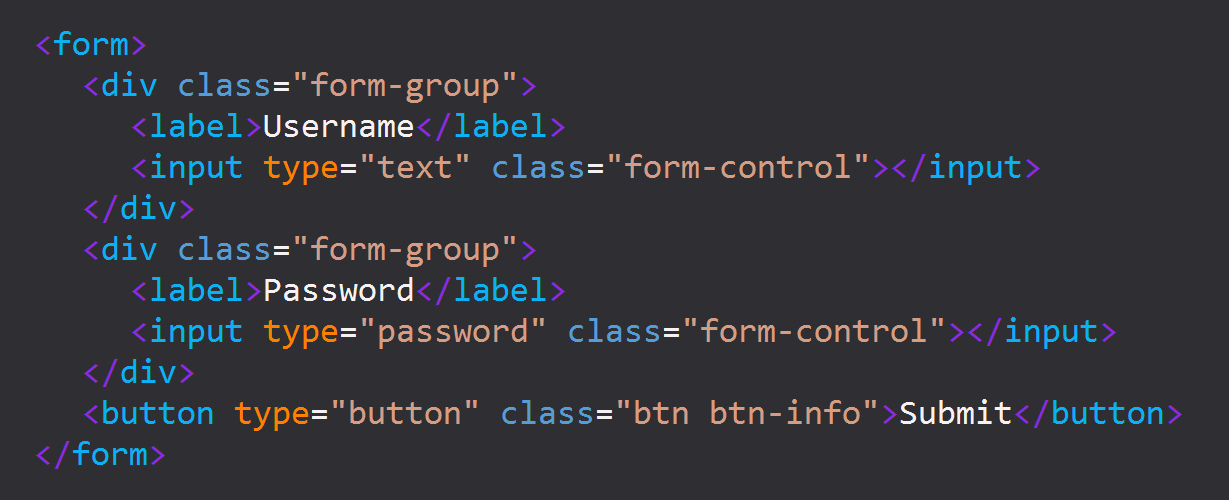 <form>
<div class="form-group">
<label>Username</label>
<input type="text" class="form-control"></input>
</div>
<div class="form-group">
<label>Password</label>
<input type="password" class="form-control"></input>
</div>
<button type="button" class="btn btn-info">Submit</button>
</form>